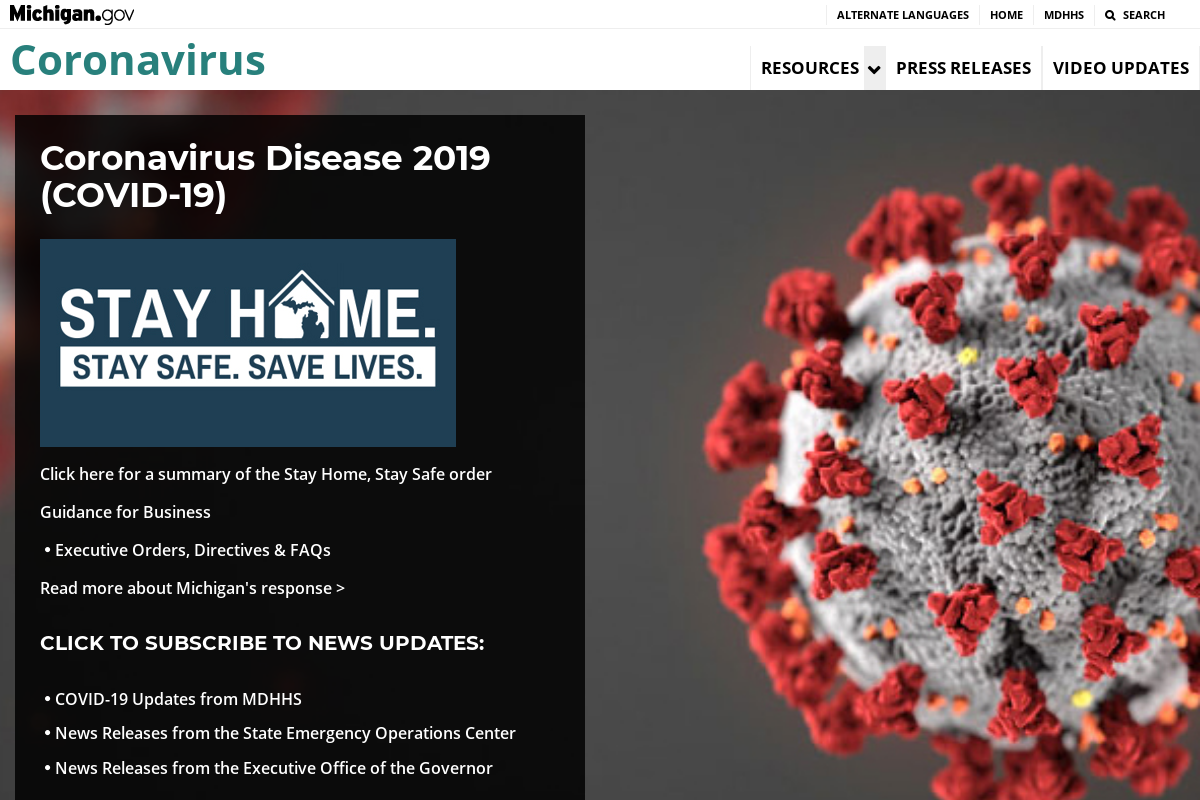 Michigan.gov
ALTERNATE LANGUAGES HOME MDHHS SEARCH
Coronavirus
RESOURCES PRESS RELEASES VIDEO UPDATES
Coronavirus Disease 2019
(COVID-19)
STAY HOME.
STAY SAFE. SAVE LIVES.
Click here for a summary of the Stay Home, Stay Safe order
Guidance for Business
• Executive Orders, Directives & FAQs
Read more about Michigan's response >
CLICK TO SUBSCRIBE TO NEWS UPDATES:
• COVID-19 Updates from MDHHS
• News Releases from the State Emergency Operations Center
• News Releases from the Executive Office of the Governor